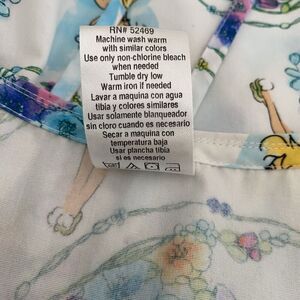 RN# 52469
Machine wash warm
with similar colors
Use only non-chlorine bleach
when needed
Tumble dry low
Warm iron if needed
Lavar a maquina con agua
tibia y colores similares
Usar solamente blanqueador
sin cloro cuando es necesario
Secar a maquina con
temperatura baja
Usar plancha tibia
si es necesario